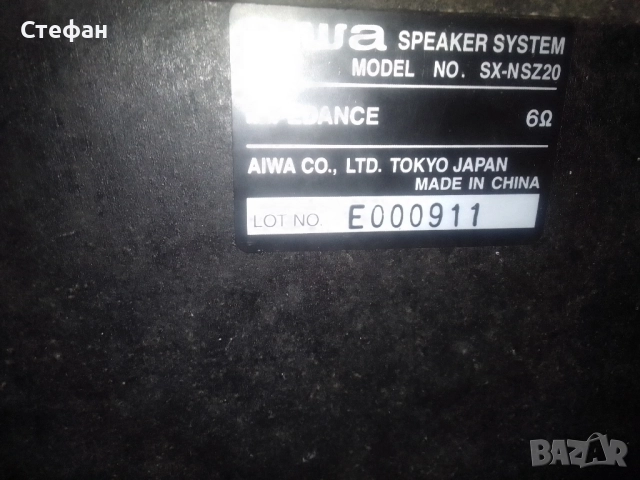 Стефан
aiwa SPEAKER SYSTEM
MODEL NO. SX-NSZ20
IMPEDANCE 6Ω
AIWA CO., LTD. TOKYO JAPAN
MADE IN CHINA
LOT NO. E000911
BAZAR